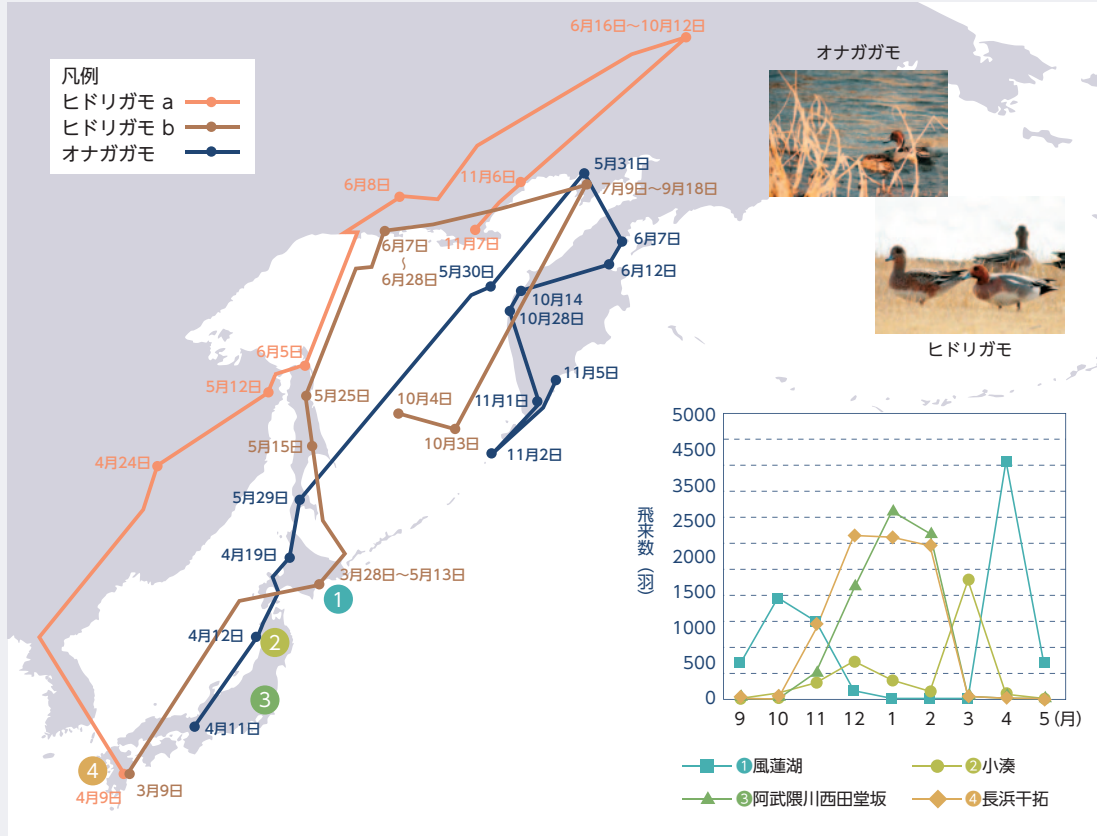 凡例
ヒドリガモ a
ヒドリガモ b
オナガガモ
6月16日～10月12日
オナガガモ
ヒドリガモ
6月8日
11月6日
11月7日
5月31日
7月9日～9月18日
6月7日
～
6月28日
6月7日
6月12日
5月30日
10月14
10月28日
6月5日
5月12日
5月25日
10月4日
11月1日
11月5日
5月15日
10月3日
11月2日
4月24日
5月29日
4月19日
3月28日～5月13日
1
4月12日
2
3
4月11日
4
4月9日
3月9日
飛来数（羽）
5000
4500
3500
2500
2000
1500
1000
500
0
9 10 11 12 1 2 3 4 5 (月)
❶風蓮湖
❷小湊
❸阿武隈川西田堂坂
❹長浜干拓